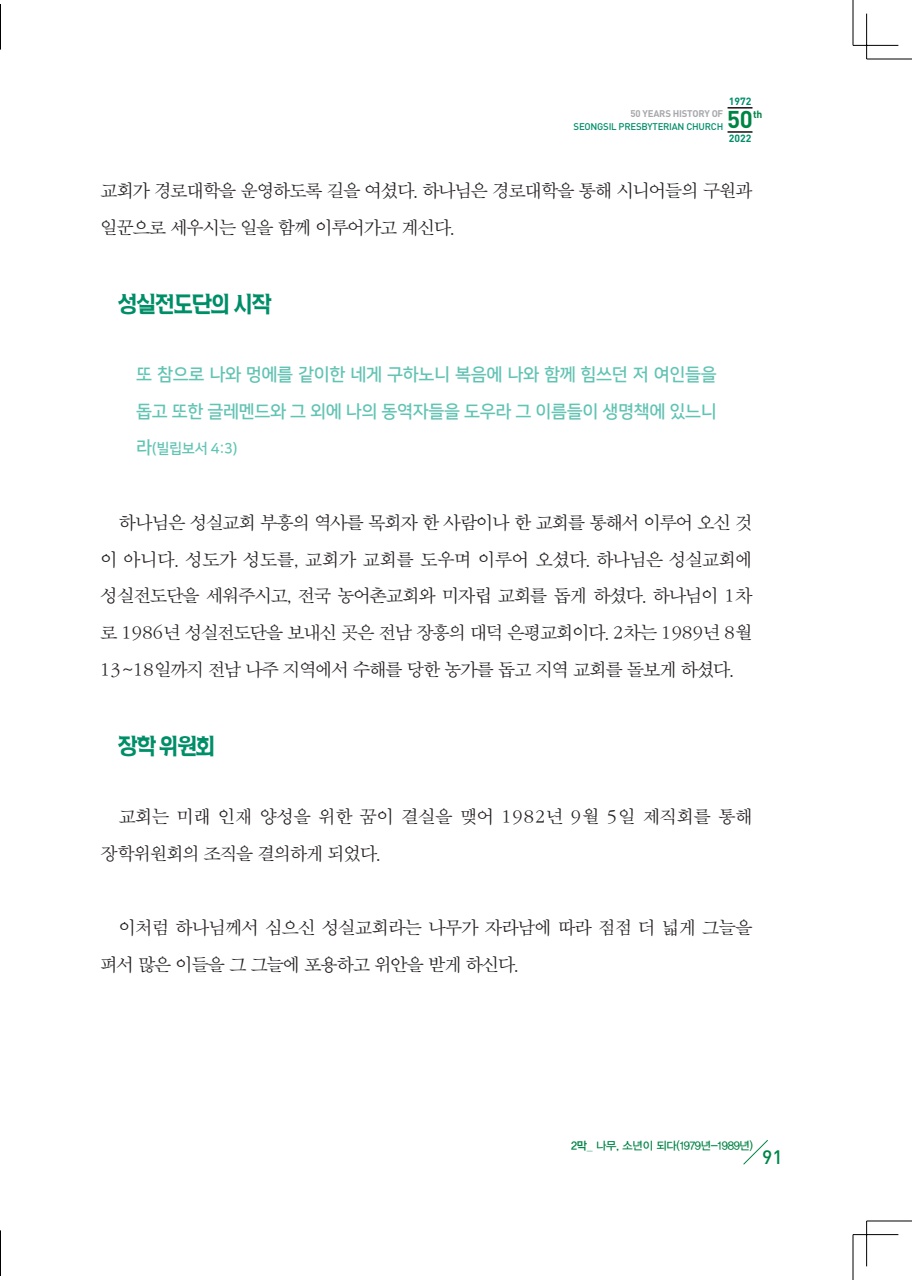 1972
50 YEARS HISTORY OF
SEONGSIL PRESBYTERIAN CHURCH
50th
2022
교회가 경로대학을 운영하도록 길을 여셨다. 하나님은 경로대학을 통해 시니어들의 구원과
일꾼으로 세우시는 일을 함께 이루어가고 계신다.
성실전도단의 시작
또 참으로 나와 멍에를 같이한 네게 구하노니 복음에 나와 함께 힘쓰던 저 여인들을
돕고 또한 글레멘드와 그 외에 나의 동역자들을 도우라 그 이름들이 생명책에 있느니
라(빌립보서 4:3)
하나님은 성실교회 부흥의 역사를 목회자 한 사람이나 한 교회를 통해서 이루어 오신 것
이 아니다. 성도가 성도를, 교회가 교회를 도우며 이루어 오셨다. 하나님은 성실교회에
성실전도단을 세워주시고, 전국 농어촌교회와 미자립 교회를 돕게 하셨다. 하나님이 1차
로 1986년 성실전도단을 보내신 곳은 전남 장흥의 대덕 은평교회이다. 2차는 1989년 8월
13~18일까지 전남 나주 지역에서 수해를 당한 농가를 돕고 지역 교회를 돌보게 하셨다.
장학 위원회
교회는 미래 인재 양성을 위한 꿈이 결실을 맺어 1982년 9월 5일 제직회를 통해
장학위원회의 조직을 결의하게 되었다.
이처럼 하나님께서 심으신 성실교회라는 나무가 자라남에 따라 점점 더 넓게 그늘을
펴서 많은 이들을 그 그늘에 포용하고 위안을 받게 하신다.
2막_ 나무, 소년이 되다(1979년-1989년)
91